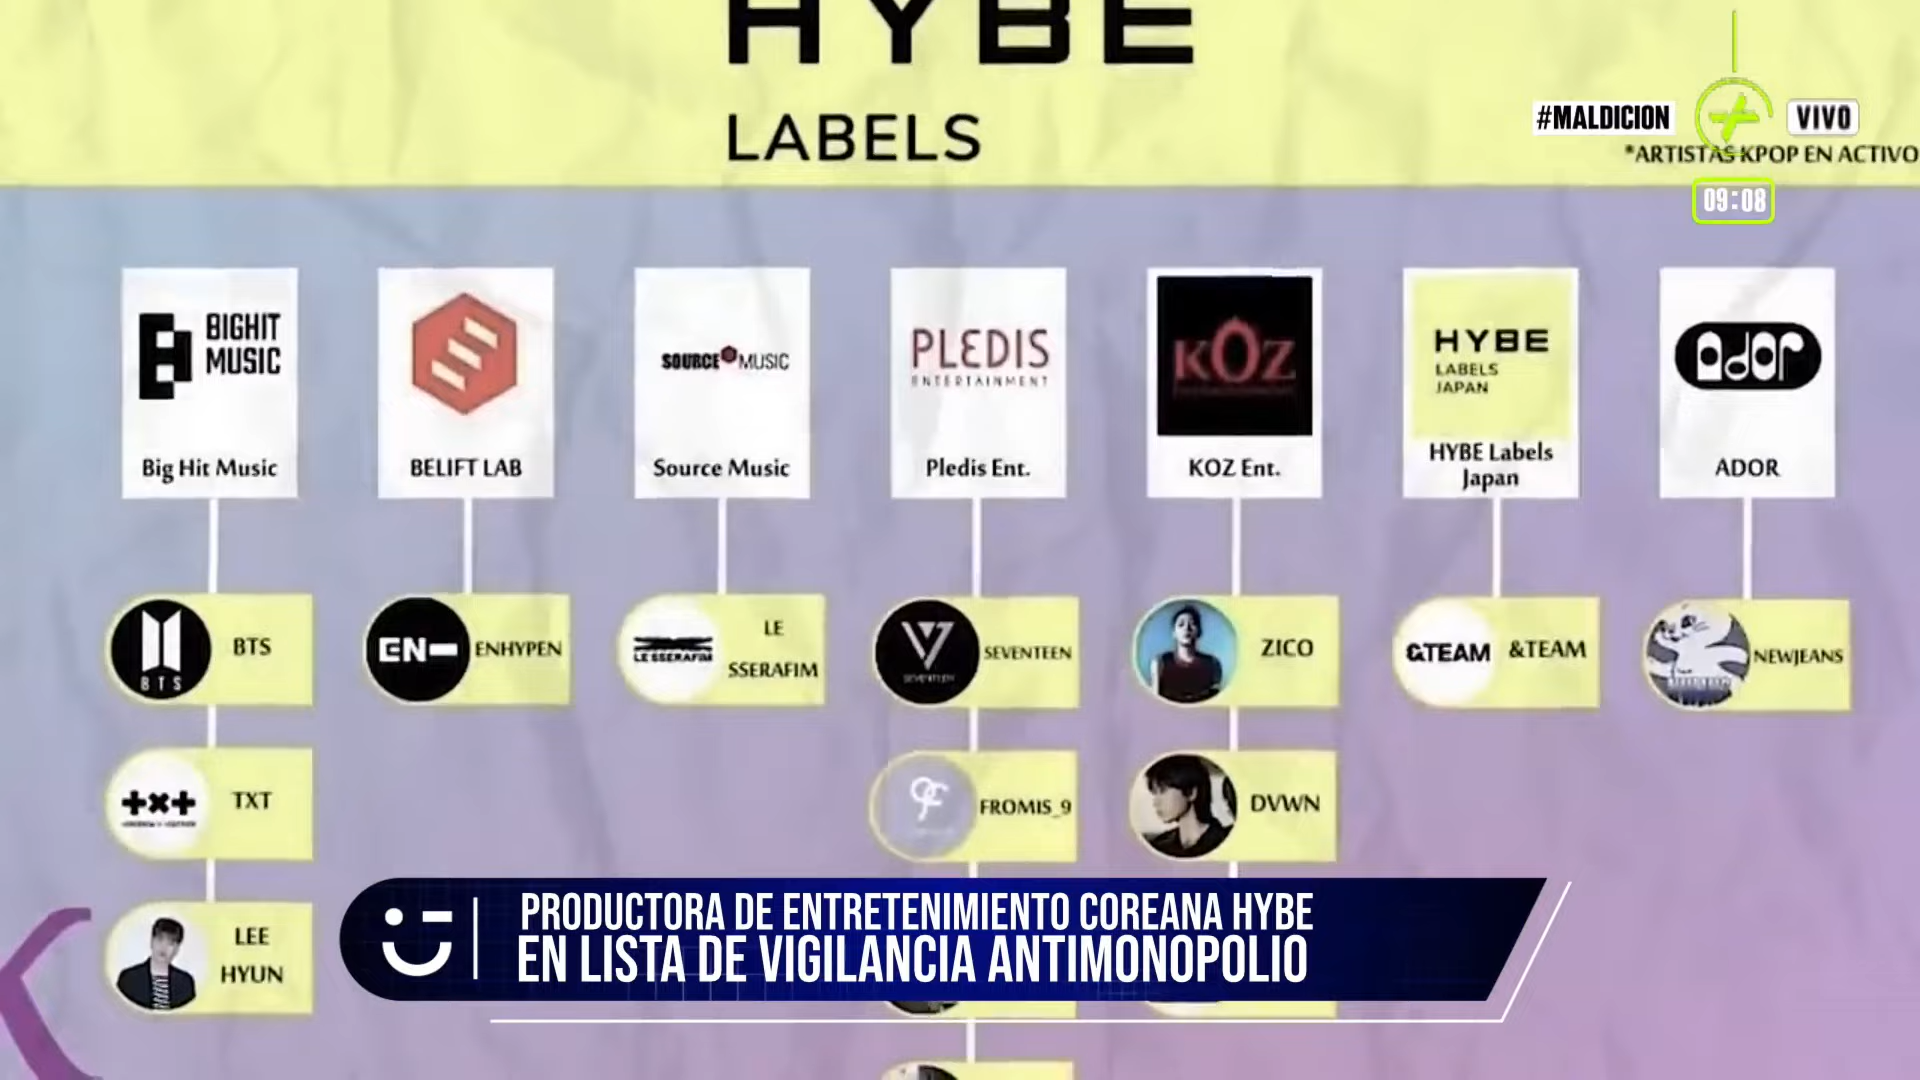 HYBE
LABELS
#MALDICION
VIVO
*ARTISTAS KPOP EN ACTIVO
09:08
BIGHIT
MUSIC
Big Hit Music
BELIFT LAB
SOURCE MUSIC
Source Music
PLEDIS
ENTERTAINMENT
Pledis Ent.
KOZ
KOZ Ent.
HYBE
LABELS
JAPAN
HYBE Labels
Japan
ador
ADOR
BTS
BTS
EN-
ENHYPEN
LE SSERAFIM
LE
SSERAFIM
SEVENTEEN
SEVENTEEN
ZICO
&TEAM
&TEAM
NEWJEANS
+x+
TXT
FROMIS_9
DVWN
LEE
HYUN
PRODUCTORA DE ENTRETENIMIENTO COREANA HYBE
EN LISTA DE VIGILANCIA ANTIMONOPOLIO